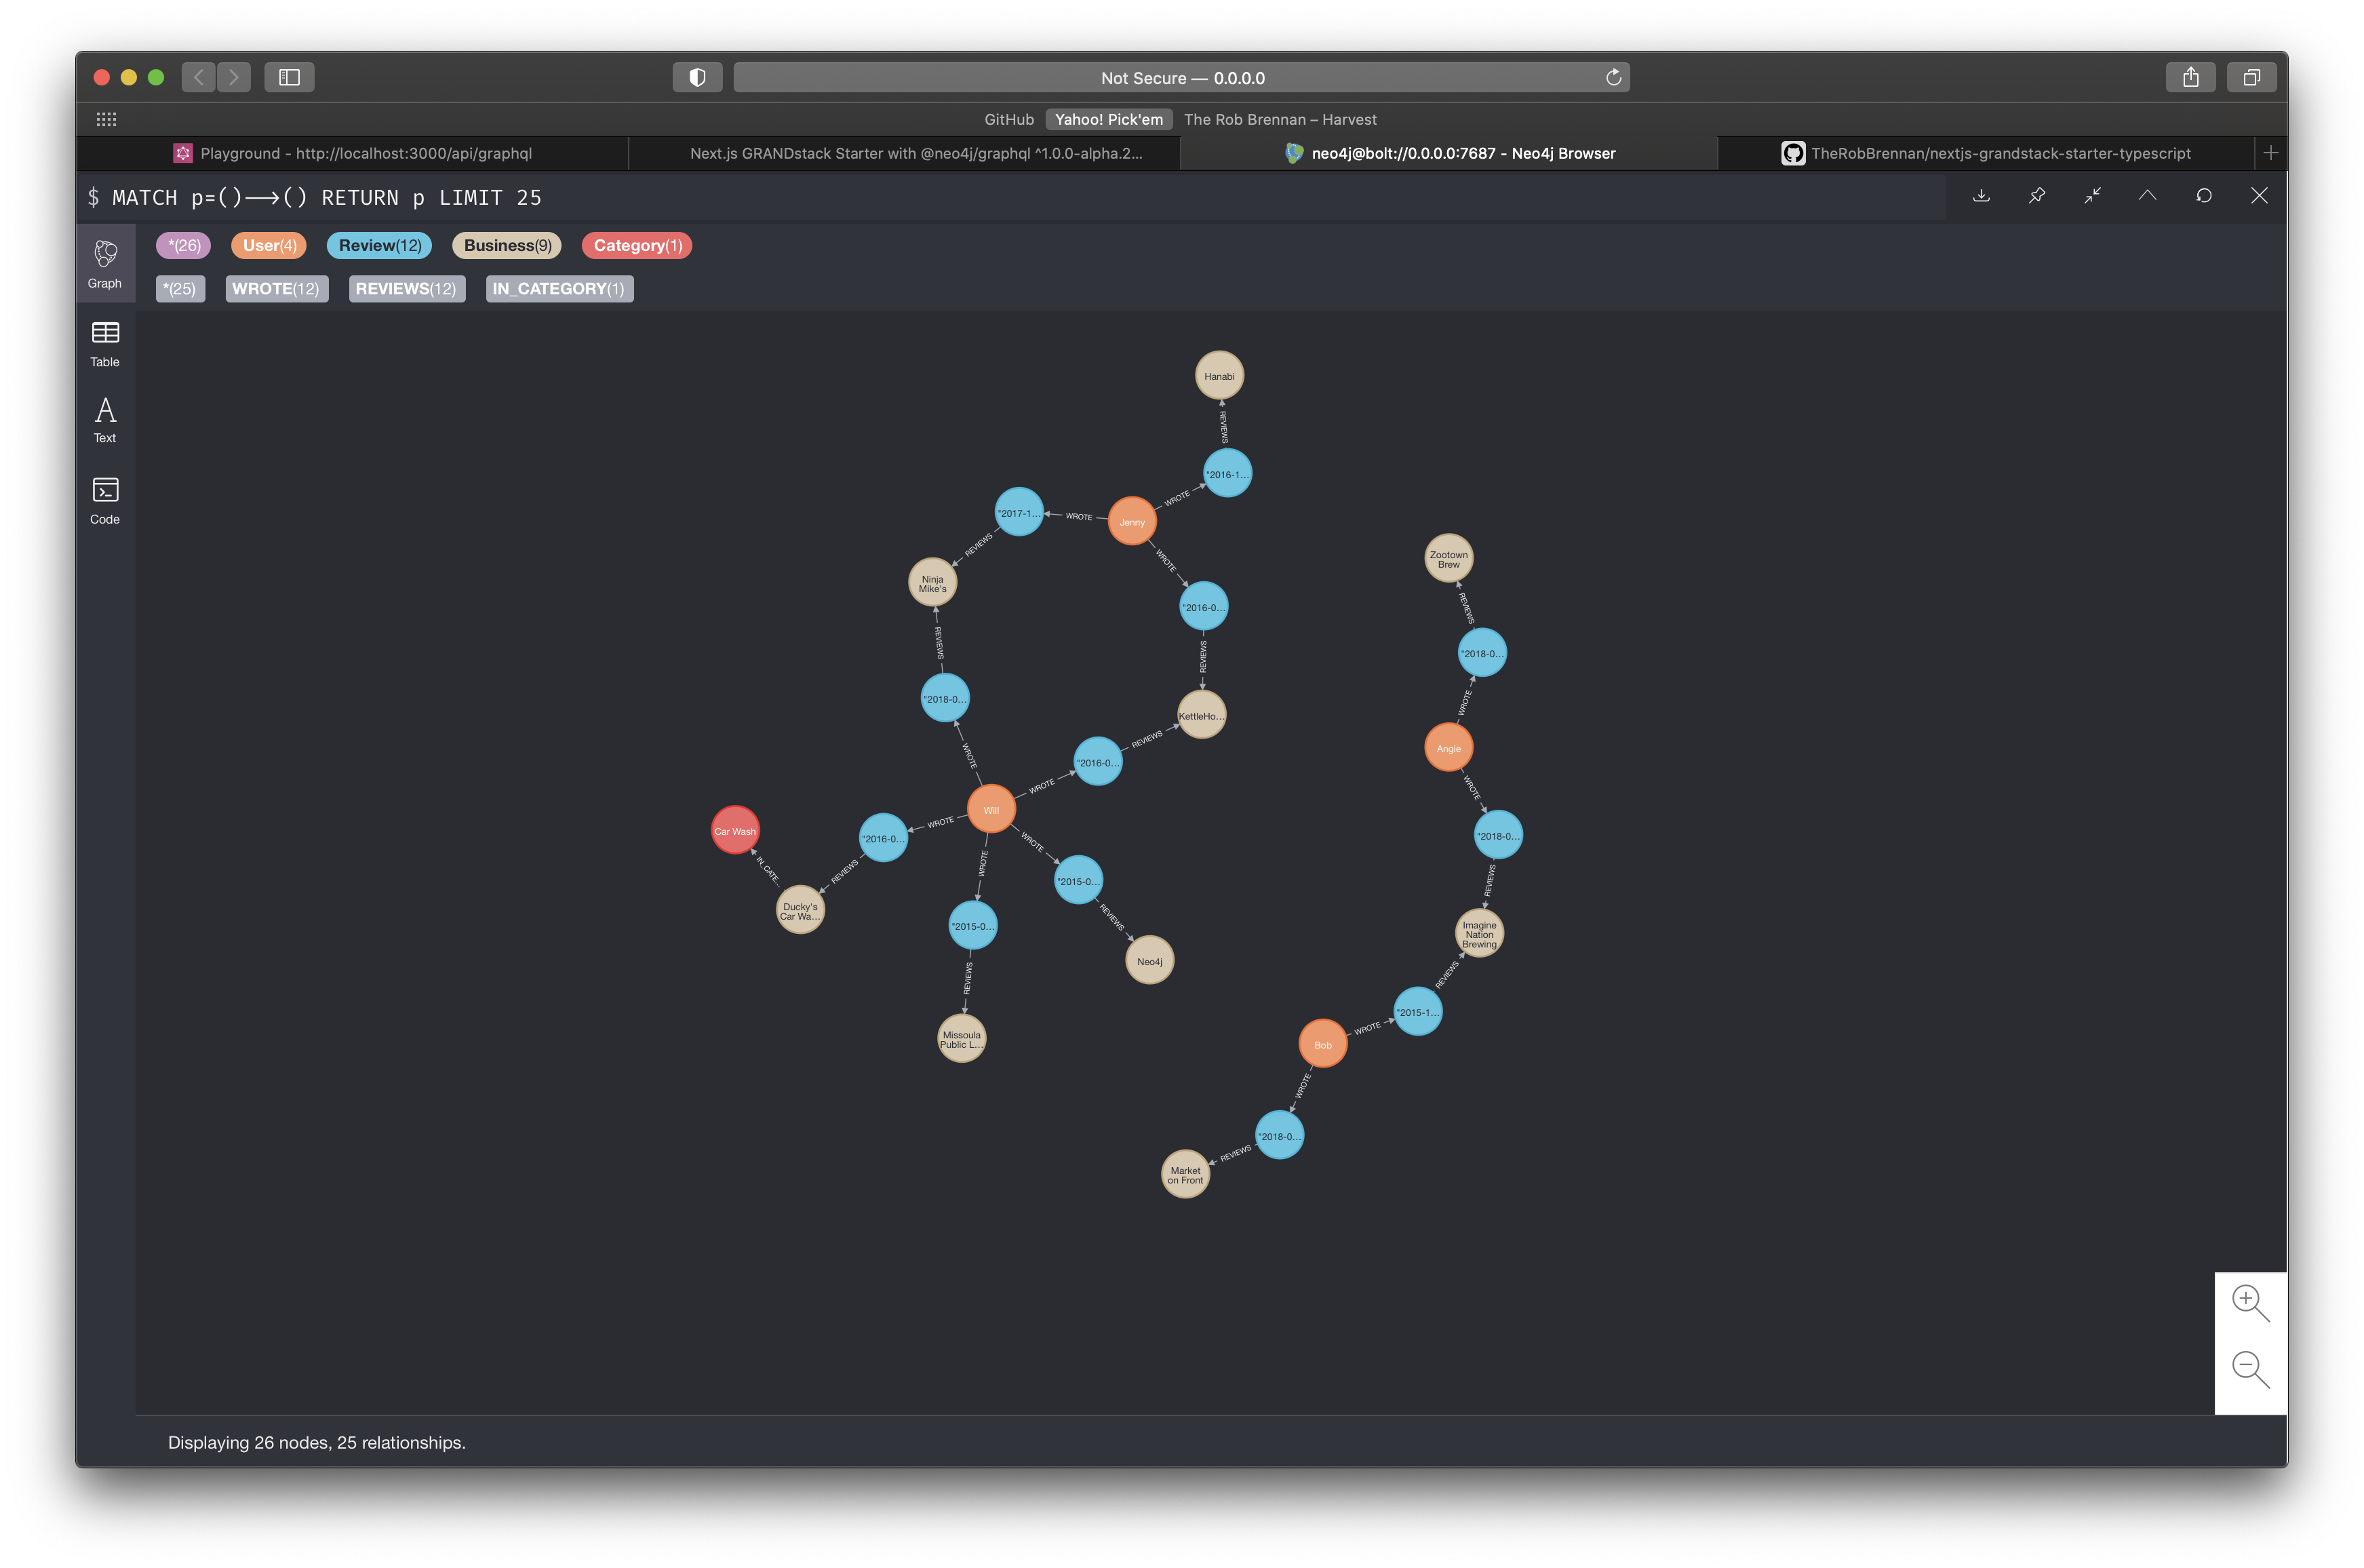 Not Secure — 0.0.0.0
GitHub Yahoo! Pick'em The Rob Brennan – Harvest
Playground - http://localhost:3000/api/graphql
Next.js GRANDstack Starter with @neo4j/graphql ^1.0.0-alpha.2...
neo4j@bolt://0.0.0.0:7687 - Neo4j Browser
TheRobBrennan/nextjs-grandstack-starter-typescript
$ MATCH p=()-->() RETURN p LIMIT 25
*(26) User(4) Review(12) Business(9) Category(1)
*(25) WROTE(12) REVIEWS(12) IN_CATEGORY(1)
Graph
Table
Text
Code
Hanabi
REVIEWS
"2016-1...
WROTE
Jenny
WROTE
"2017-1...
REVIEWS
Ninja
Mike's
WROTE
"2016-0...
REVIEWS
KettleHo...
REVIEWS
"2018-0...
WROTE
REVIEWS
"2016-0...
WROTE
Will
WROTE
"2016-0...
REVIEWS
Car Wash
IN_CATE...
Ducky's
Car Wa...
WROTE
"2015-0...
REVIEWS
Missoula
Public L...
WROTE
"2015-0...
REVIEWS
Neo4j
Zootown
Brew
REVIEWS
"2018-0...
WROTE
Angie
WROTE
"2018-0...
REVIEWS
Imagine
Nation
Brewing
REVIEWS
"2015-1...
WROTE
Bob
WROTE
"2018-0...
REVIEWS
Market
on Front
Displaying 26 nodes, 25 relationships.